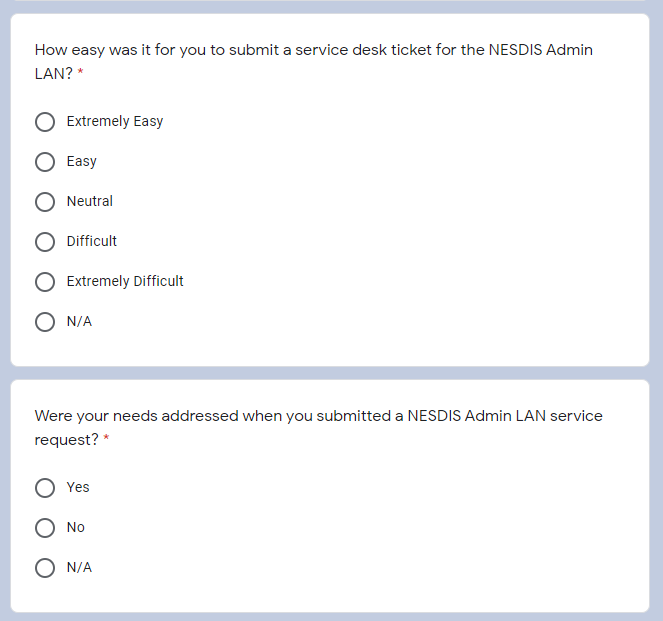 How easy was it for you to submit a service desk ticket for the NESDIS Admin
LAN? *
Extremely Easy
Easy
Neutral
Difficult
Extremely Difficult
N/A
Were your needs addressed when you submitted a NESDIS Admin LAN service
request? *
Yes
No
N/A